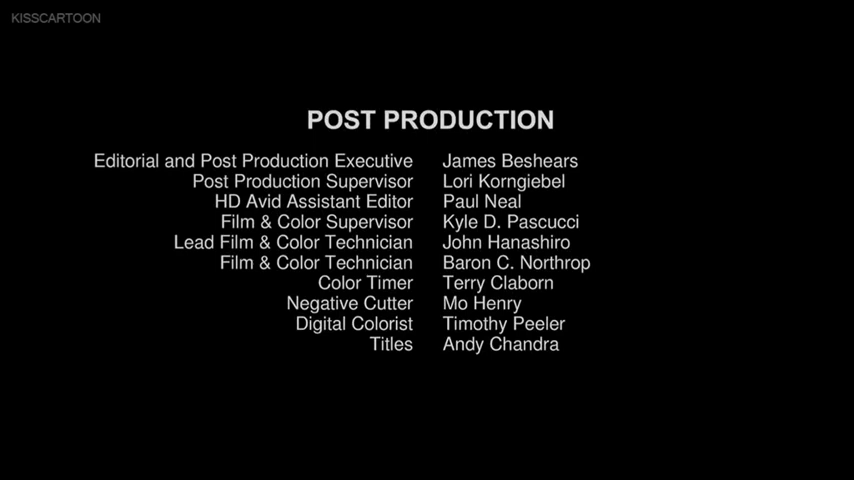 KISSCARTOON
POST PRODUCTION
Editorial and Post Production Executive James Beshears
Post Production Supervisor Lori Korngiebel
HD Avid Assistant Editor Paul Neal
Film & Color Supervisor Kyle D. Pascucci
Lead Film & Color Technician John Hanashiro
Film & Color Technician Baron C. Northrop
Color Timer Terry Claborn
Negative Cutter Mo Henry
Digital Colorist Timothy Peeler
Titles Andy Chandra